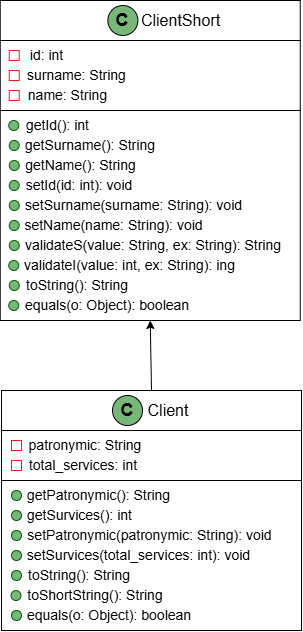 C ClientShort
id: int
surname: String
name: String
getId(): int
getSurname(): String
getName(): String
setId(id: int): void
setSurname(surname: String): void
setName(name: String): void
validateS(value: String, ex: String): String
validateI(value: int, ex: String): ing
toString(): String
equals(o: Object): boolean
C Client
patronymic: String
total_services: int
getPatronymic(): String
getSurvices(): int
setPatronymic(patronymic: String): void
setSurvices(total_services: int): void
toString(): String
toShortString(): String
equals(o: Object): boolean